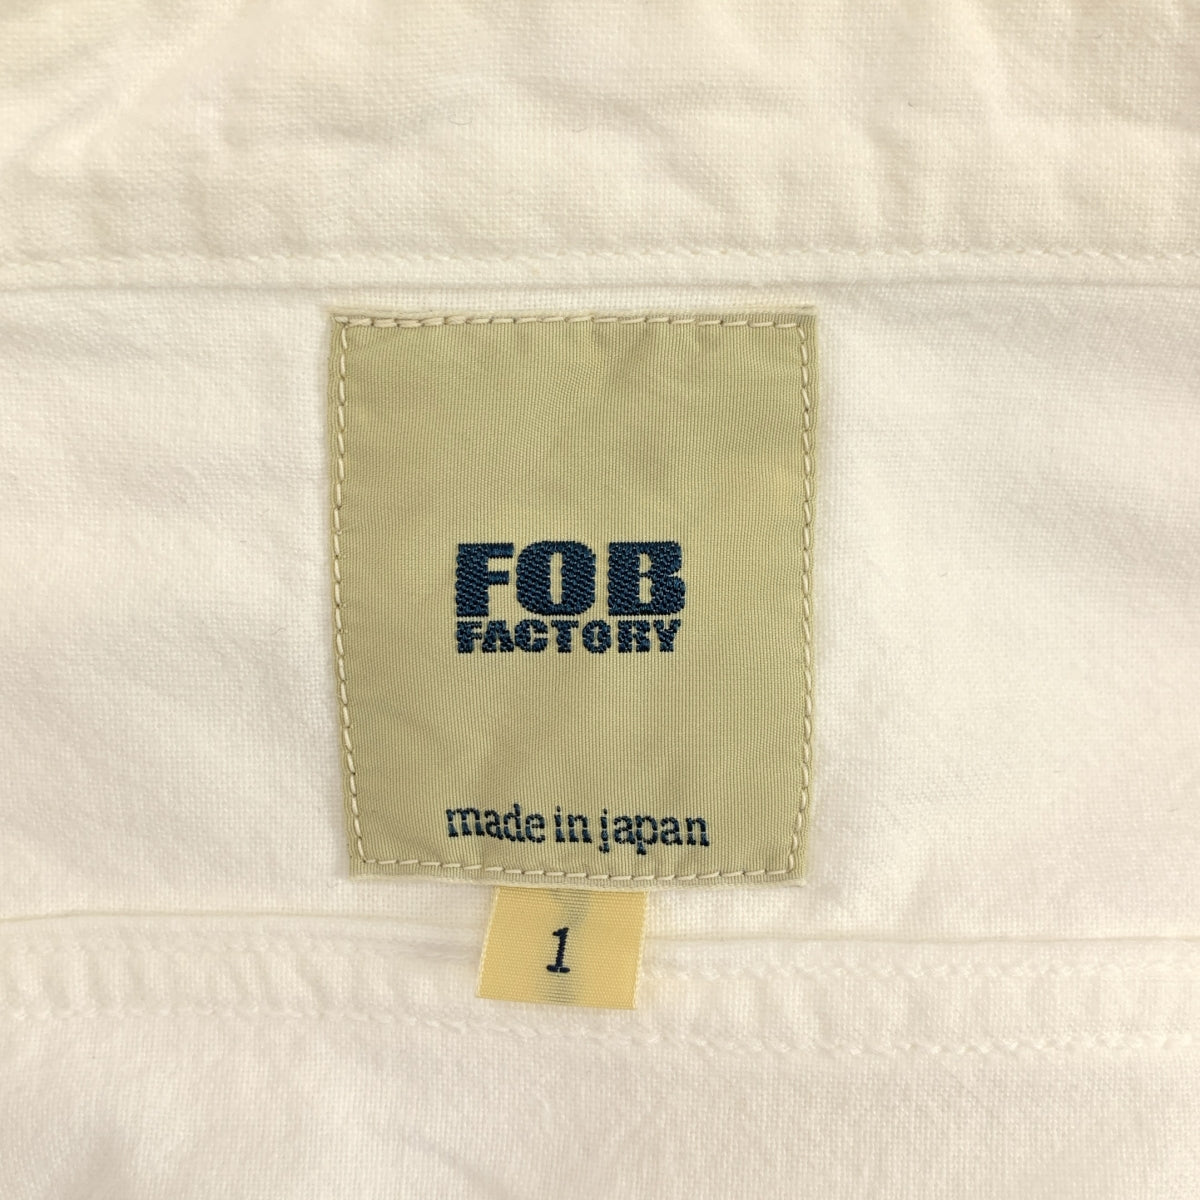 FOB
FACTORY
made in japan
1